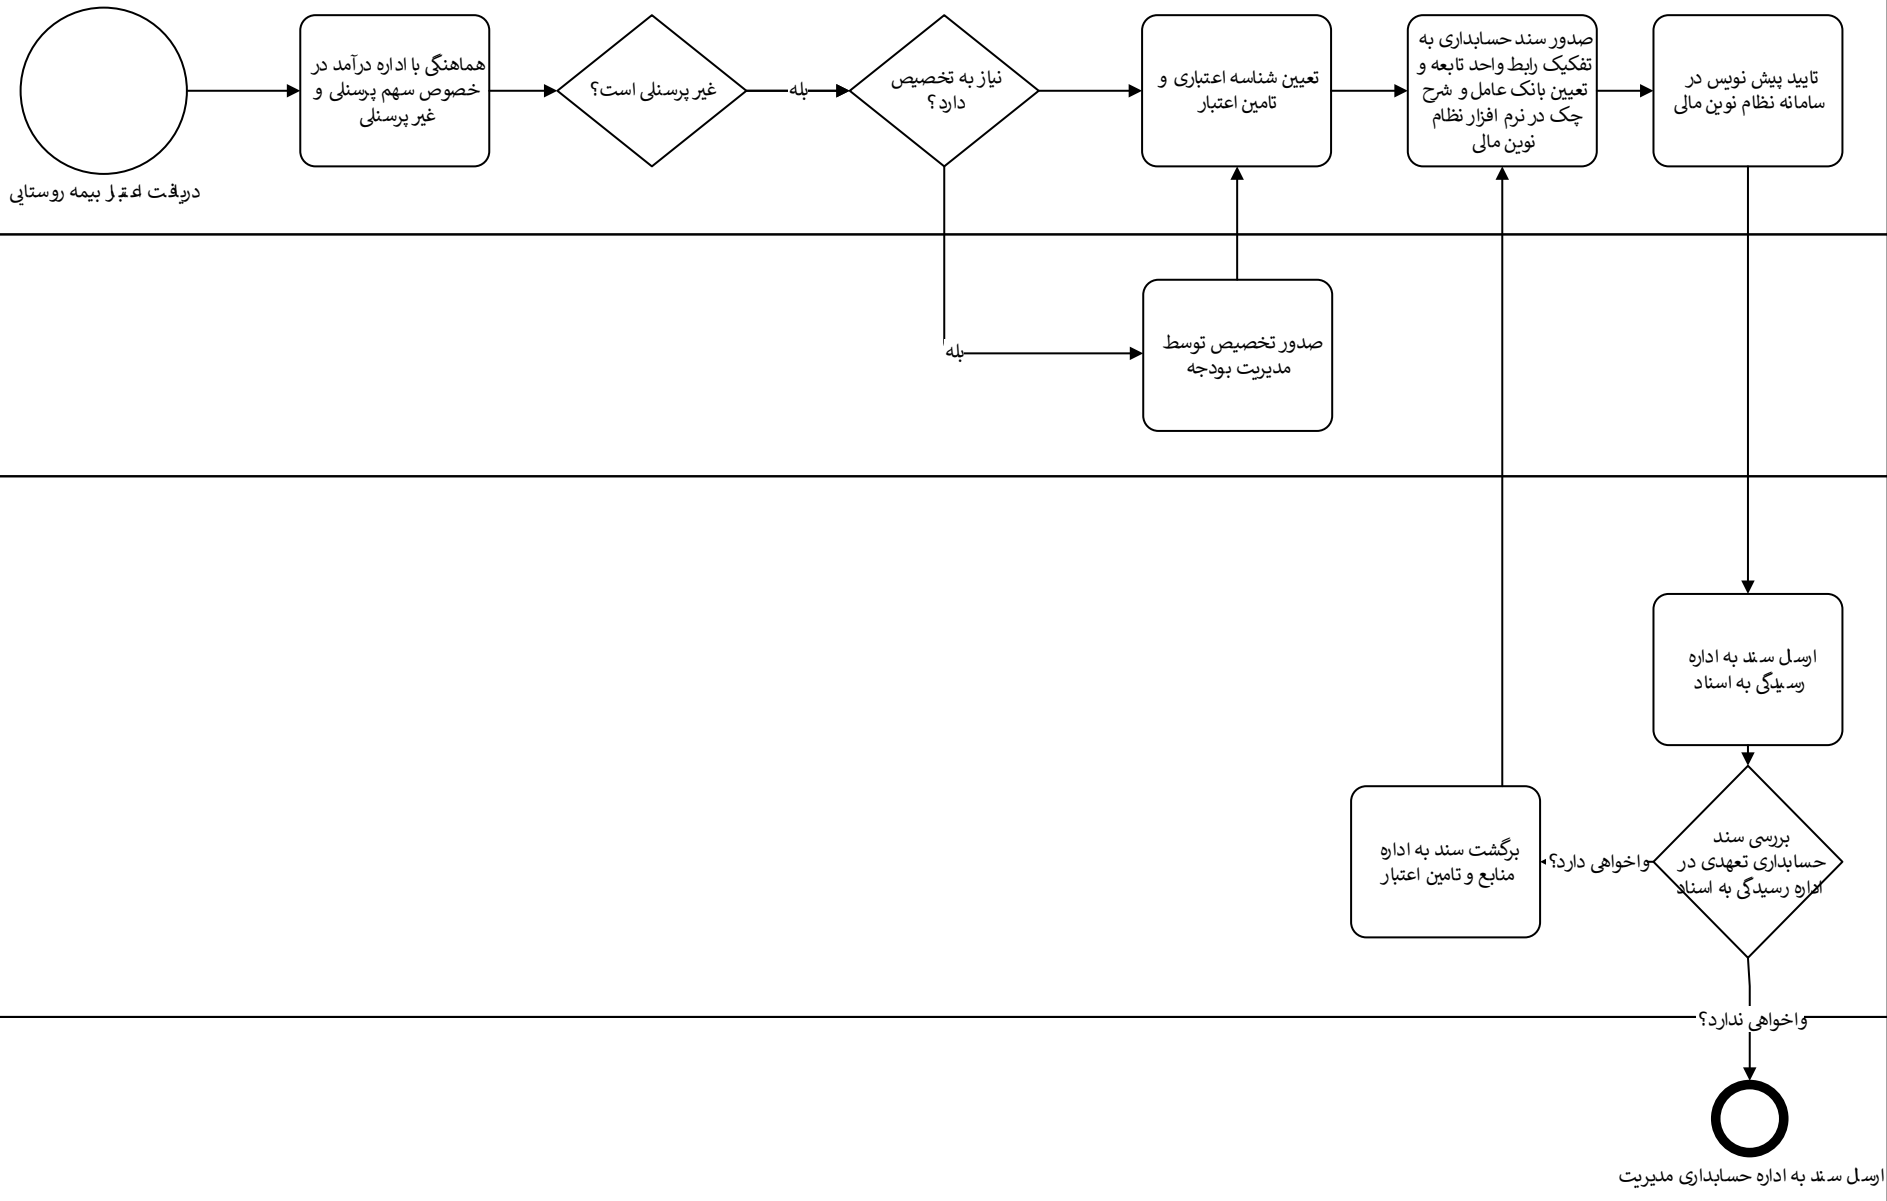 دریافت اعتبار بیمه روستایی
هماهنگی با اداره درآمد در
خصوص سهم پرسنلی و
غیر پرسنلی
غیر پرسنلی است؟
بله
نیاز به تخصیص
دارد؟
تعیین شناسه اعتباری و
تامین اعتبار
صدور سند حسابداری به
تفکیک رابط واحد تابعه و
تعیین بانک عامل و شرح
چک در نرم افزار نظام
نوین مالی
تایید پیش نویس در
سامانه نظام نوین مالی
بله
صدور تخصیص توسط
مدیریت بودجه
ارسل سند به اداره
رسیدگی به اسناد
بررسی سند
حسابداری تعهدی در
اداره رسیدگی به اسناد
واخواهی دارد؟
برگشت سند به اداره
منابع و تامین اعتبار
واخواهی ندارد؟
ارسل سند به اداره حسابداری مدیریت